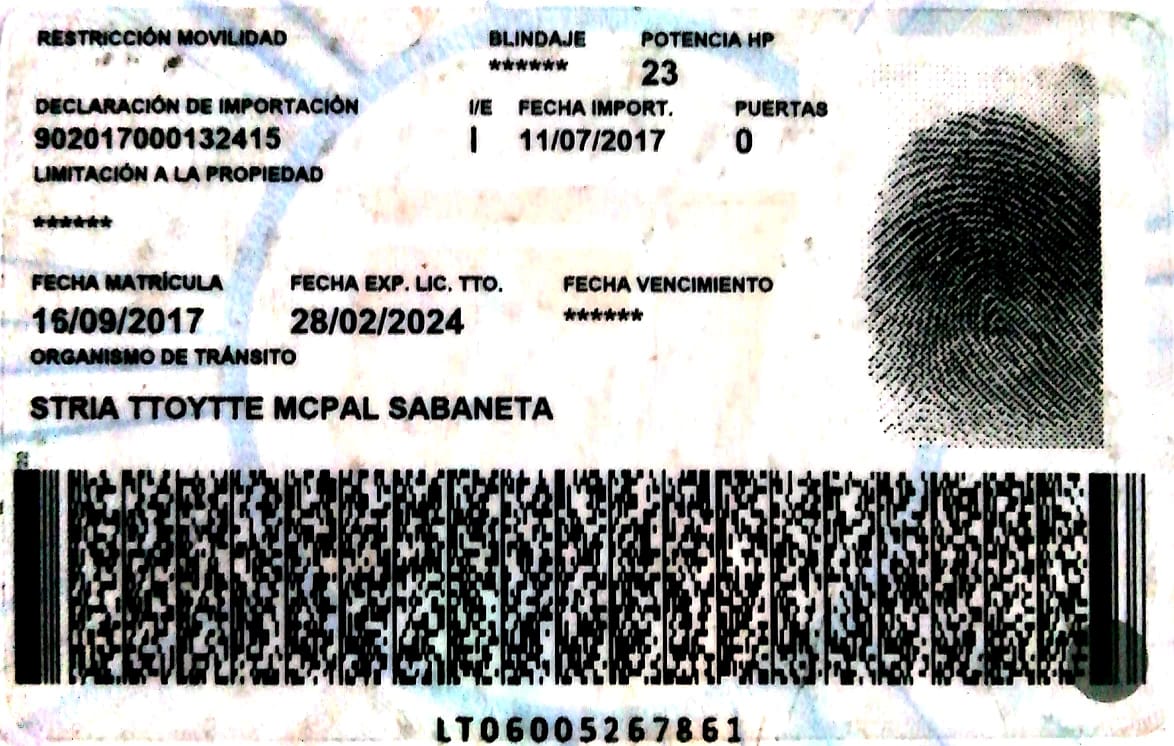 RESTRICCIÓN MOVILIDAD BLINDAJE POTENCIA HP
****** 23
DECLARACIÓN DE IMPORTACIÓN I/E FECHA IMPORT. PUERTAS
902017000132415 I 11/07/2017 0
LIMITACIÓN A LA PROPIEDAD
******
FECHA MATRÍCULA FECHA EXP. LIC. TTO. FECHA VENCIMIENTO
16/09/2017 28/02/2024 ******
ORGANISMO DE TRÁNSITO
STRIA TTOYTTE MCPAL SABANETA
LT06005267861